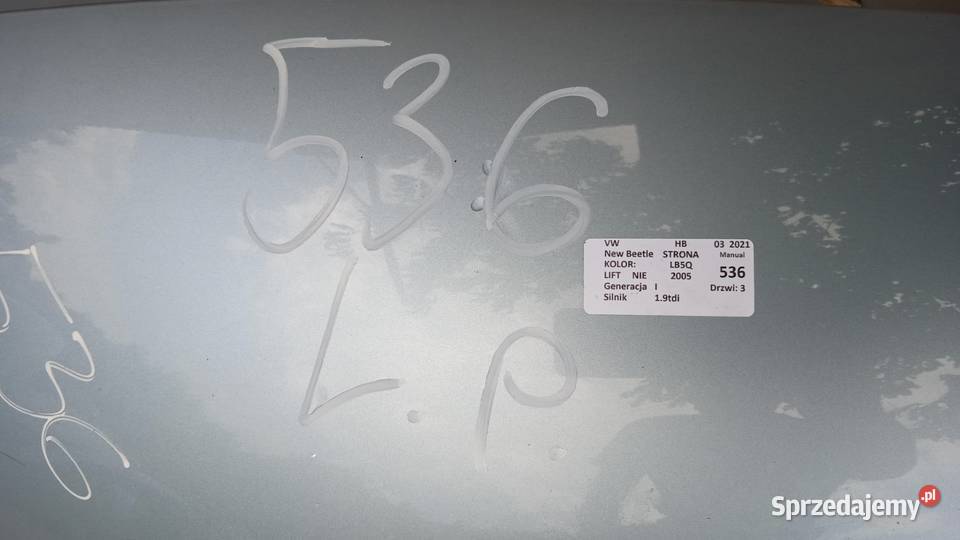 536
L.P.
536
VW HB 03 2021
New Beetle STRONA Manual
KOLOR: LB5Q 536
LIFT NIE 2005
Generacja I Drzwi: 3
Silnik 1.9tdi
Sprzedajemy.pl